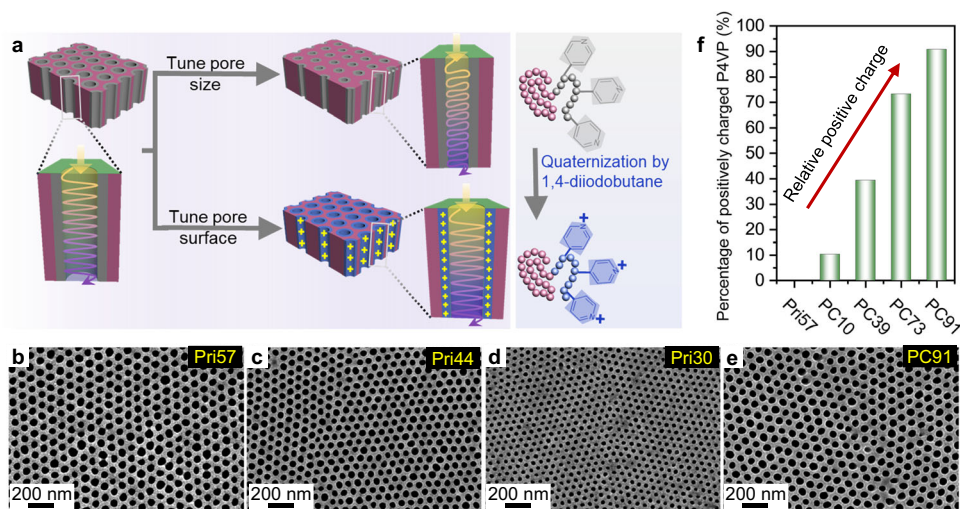 a
Tune pore
size
Tune pore
surface
N
N
N
Quaternization by
1,4-diiodobutane
+
+
+
f
Percentage of positively charged P4VP (%)
100
90
80
70
60
50
40
30
20
10
0
Relative positive charge
Pri57
PC10
PC39
PC73
PC91
b
Pri57
200 nm
c
Pri44
200 nm
d
Pri30
200 nm
e
PC91
200 nm